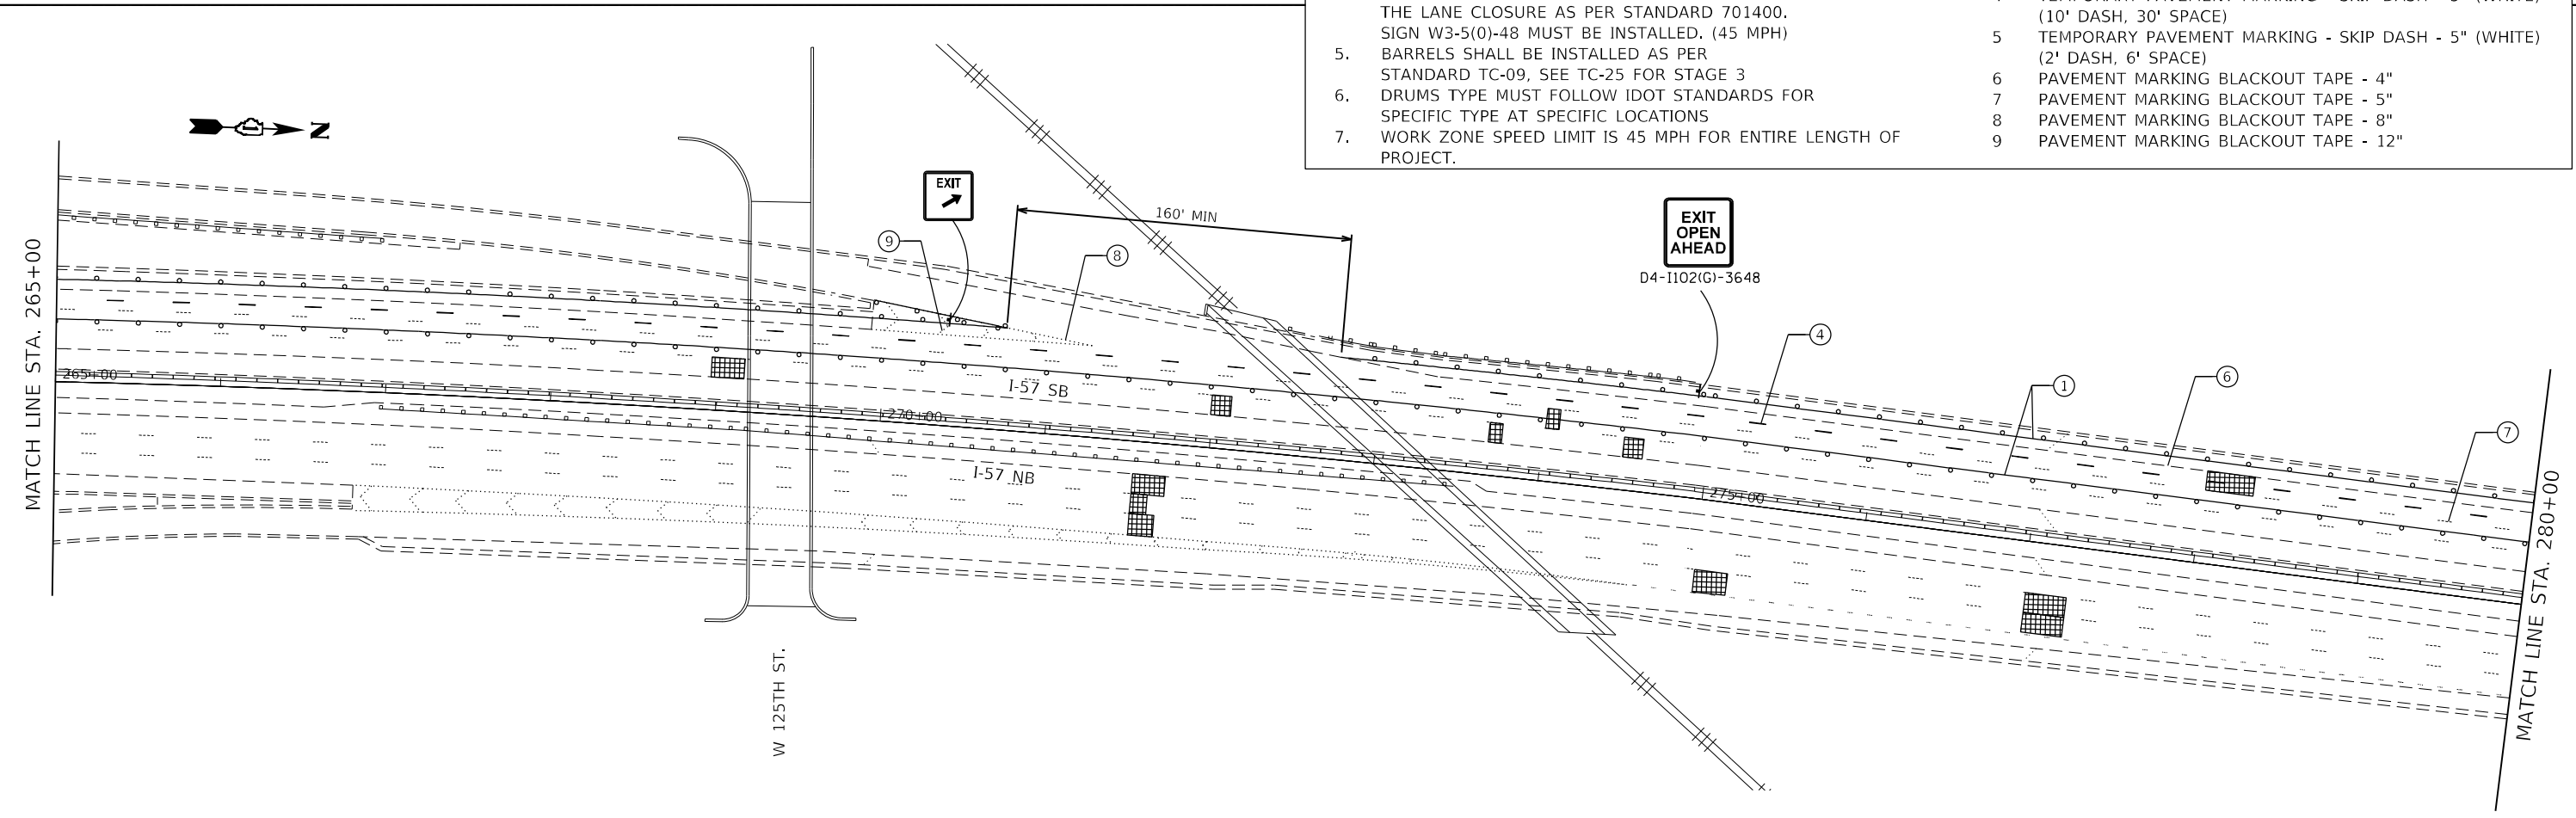 THE LANE CLOSURE AS PER STANDARD 701400.
SIGN W3-5(0)-48 MUST BE INSTALLED. (45 MPH)
5. BARRELS SHALL BE INSTALLED AS PER
STANDARD TC-09, SEE TC-25 FOR STAGE 3
6. DRUMS TYPE MUST FOLLOW IDOT STANDARDS FOR
SPECIFIC TYPE AT SPECIFIC LOCATIONS
7. WORK ZONE SPEED LIMIT IS 45 MPH FOR ENTIRE LENGTH OF
PROJECT.
(10' DASH, 30' SPACE)
5 TEMPORARY PAVEMENT MARKING - SKIP DASH - 5" (WHITE)
(2' DASH, 6' SPACE)
6 PAVEMENT MARKING BLACKOUT TAPE - 4"
7 PAVEMENT MARKING BLACKOUT TAPE - 5"
8 PAVEMENT MARKING BLACKOUT TAPE - 8"
9 PAVEMENT MARKING BLACKOUT TAPE - 12"
N
EXIT
160' MIN
EXIT
OPEN
AHEAD
D4-I102(G)-3648
9
8
4
1
6
7
MATCH LINE STA. 265+00
265+00
I-57 SB
270+00
I-57 NB
275+00
W 125TH ST.
MATCH LINE STA. 280+00